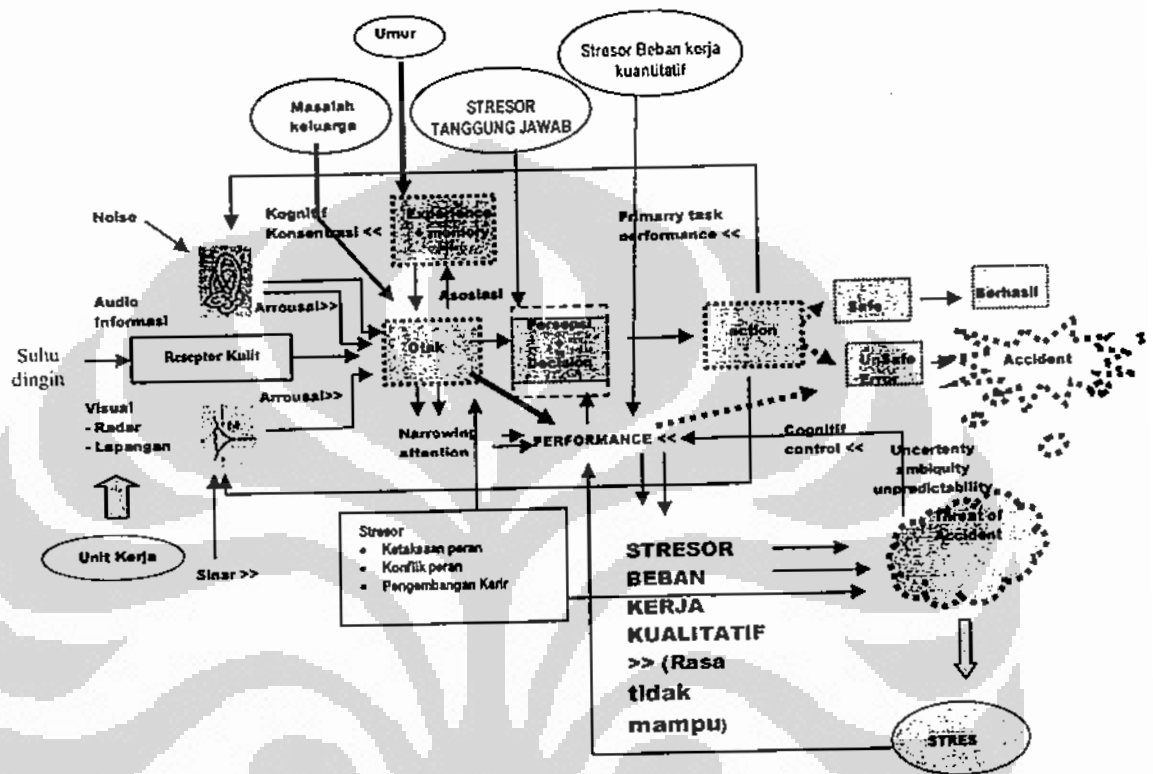 Umur
Stresor Beban kerja
kuantitatif
Masalah
keluarga
STRESOR
TANGGUNG JAWAB
Noise
Kognitif
Konsentrasi <<
Experience
memory
Primarry task
performance <<
Audio
Informasi
Arrousal>>
Asosiasi
Safe
Berhasil
Suhu
dingin
Reseptor Kulit
Otak
Persepsi
Decision
action
UnSafe
Error
Accident
Arrousal>>
Visual
- Radar
- Lapangan
Narrowing
attention
PERFORMANCE <<
Cognitif
control <<
Uncertenty
ambiquity
unpredictability
Threat of
Accident
Unit Kerja
Sinar >>
Stresor
• Ketaksaan peran
• Konflik peran
• Pengembangan Karir
STRESOR
BEBAN
KERJA
KUALITATIF
>> (Rasa
tidak
mampu)
STRES